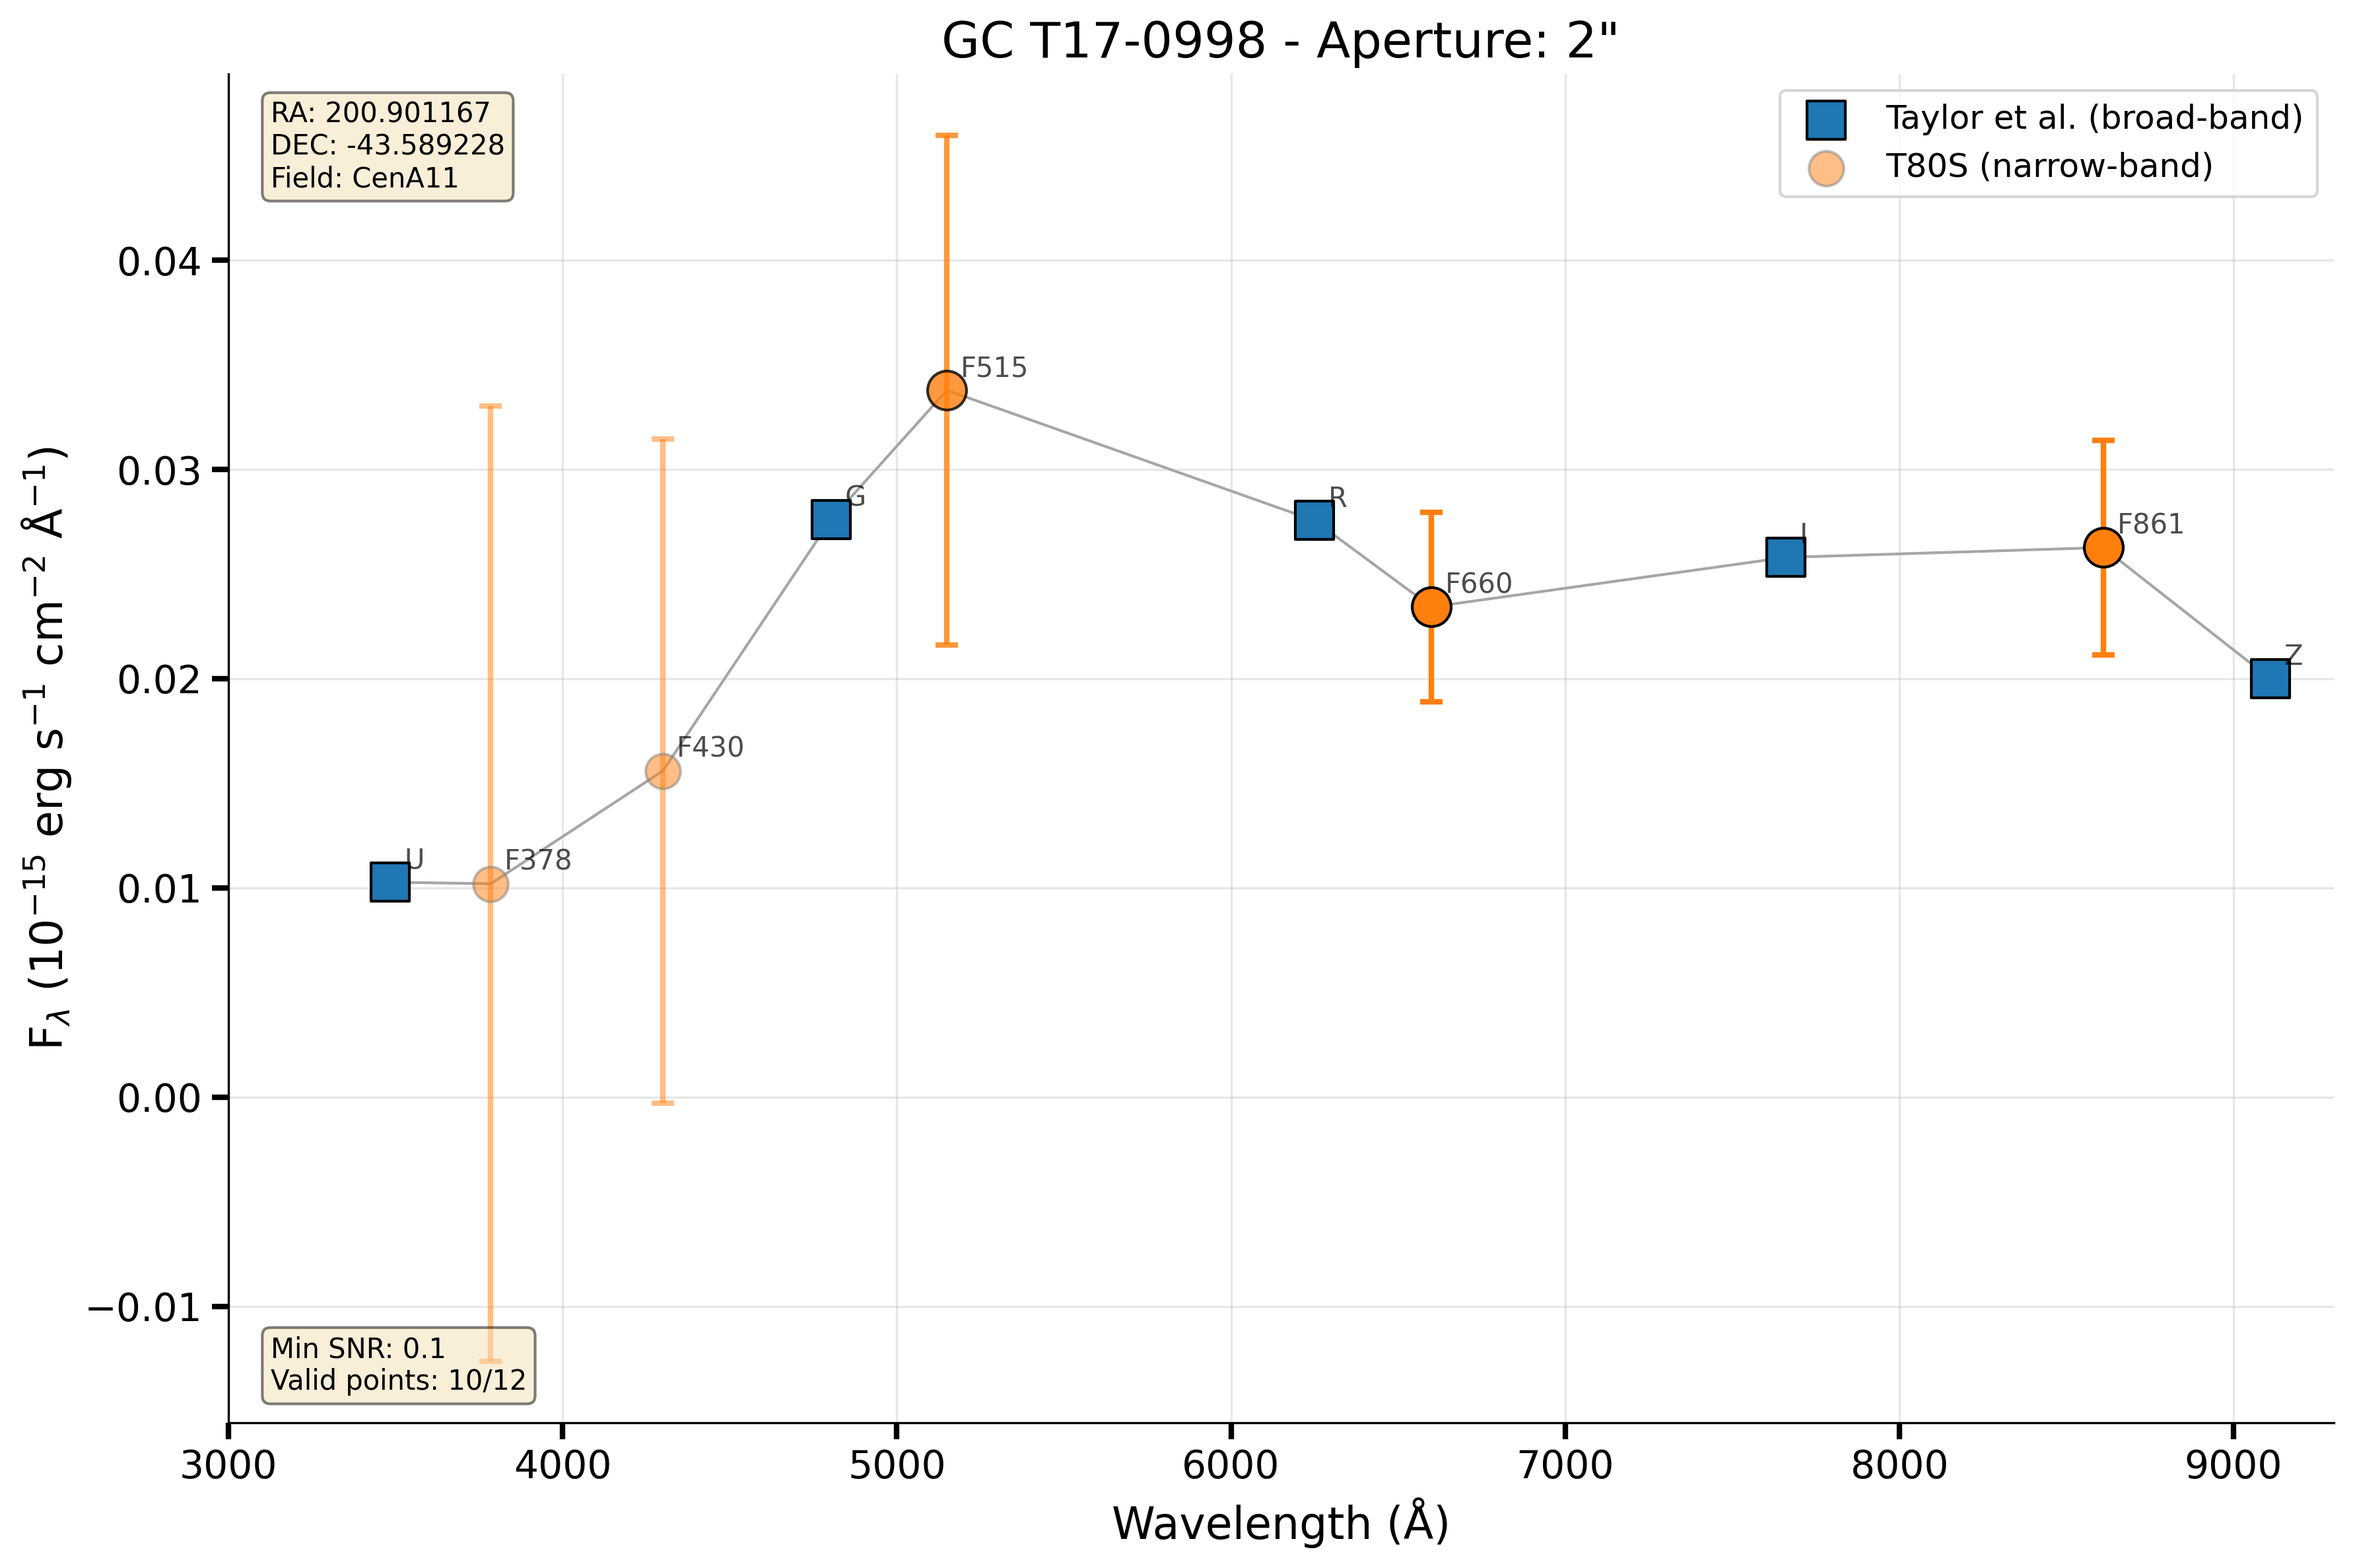 GC T17-0998 - Aperture: 2"
RA: 200.901167
DEC: -43.589228
Field: CenA11
Taylor et al. (broad-band)
T80S (narrow-band)
F_λ (10⁻¹⁵ erg s⁻¹ cm⁻² Å⁻¹)
0.04
0.03
0.02
0.01
0.00
−0.01
U
F378
F430
G
F515
R
F660
I
F861
Z
Min SNR: 0.1
Valid points: 10/12
3000 4000 5000 6000 7000 8000 9000
Wavelength (Å)